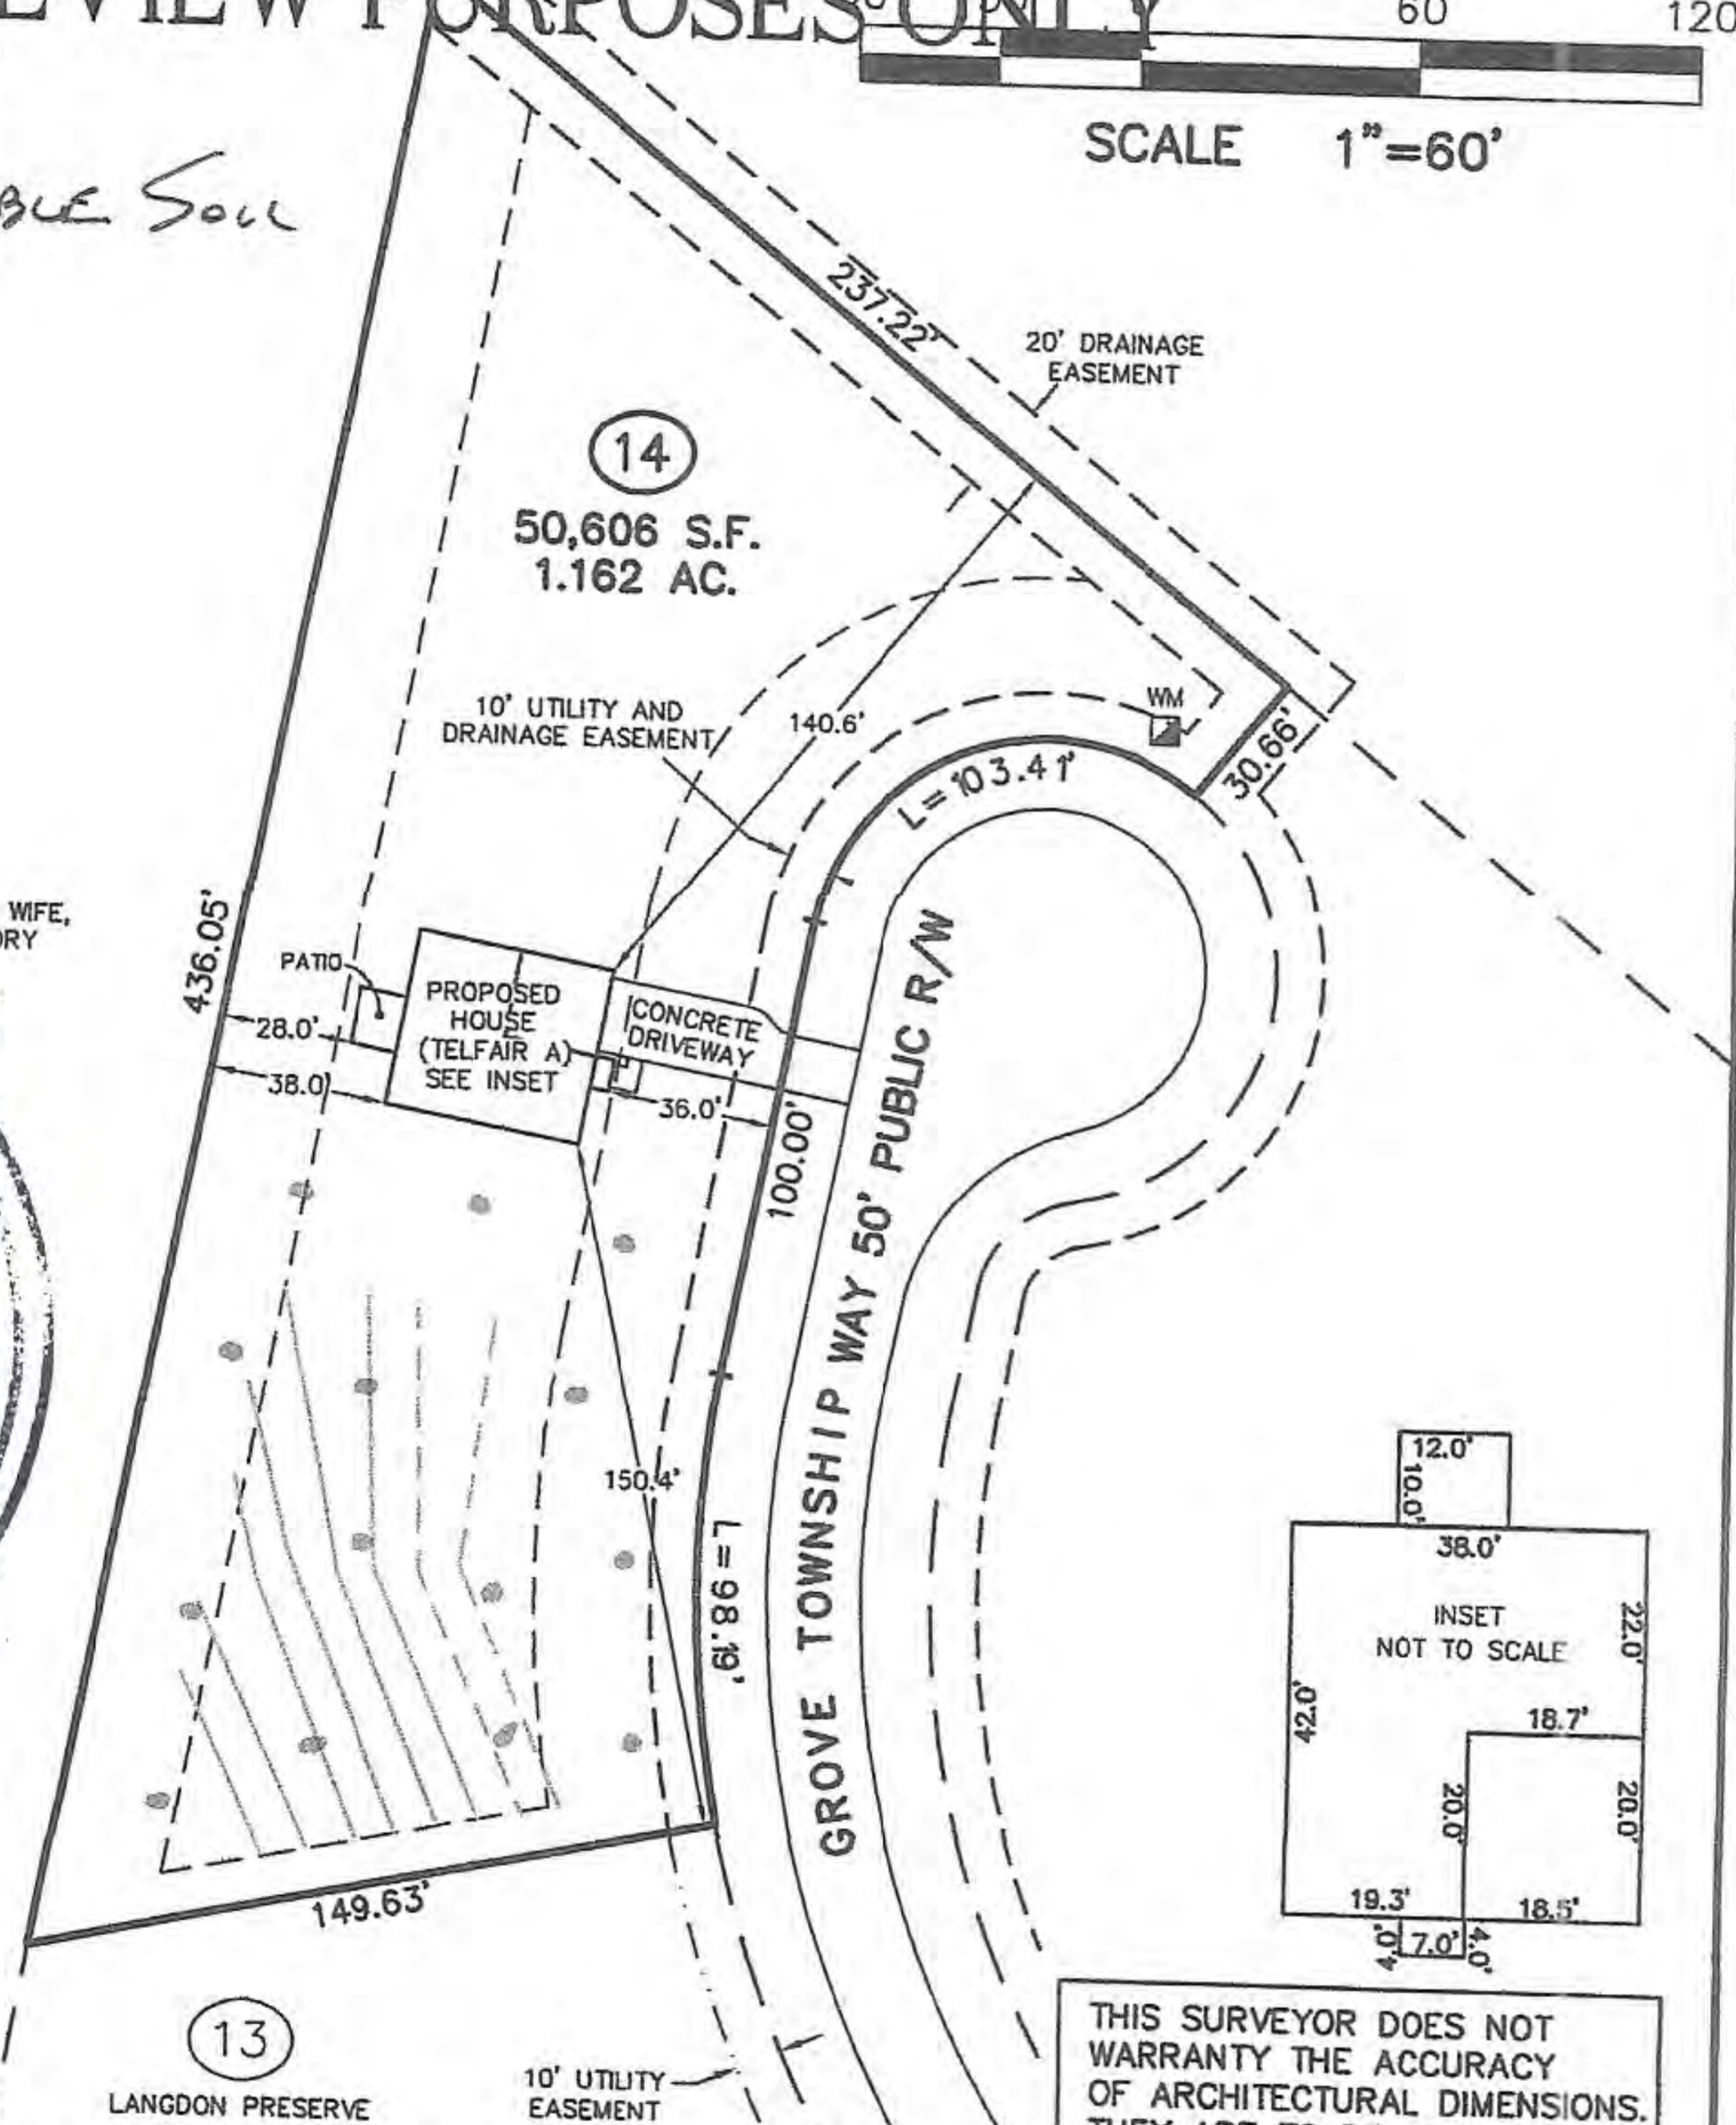 EVIEW PURPOSES ONLY
60 120
SCALE 1"=60'
BLE SOIL
237.22'
20' DRAINAGE
EASEMENT
14
50,606 S.F.
1.162 AC.
10' UTILITY AND
DRAINAGE EASEMENT
140.6'
WM
30.66'
L=103.41'
436.05'
WIFE,
ORY
PATIO
PROPOSED
HOUSE
(TELFAIR A)
SEE INSET
CONCRETE
DRIVEWAY
28.0'
38.0'
36.0'
100.00'
GROVE TOWNSHIP WAY 50' PUBLIC R/W
150.4'
L=98.19'
149.63'
12.0'
10.0'
38.0'
INSET
NOT TO SCALE
22.0'
42.0'
18.7'
20.0'
20.0'
19.3'
18.5'
4.0'
7.0'
4.0'
13
LANGDON PRESERVE
10' UTILITY
EASEMENT
THIS SURVEYOR DOES NOT
WARRANTY THE ACCURACY
OF ARCHITECTURAL DIMENSIONS.